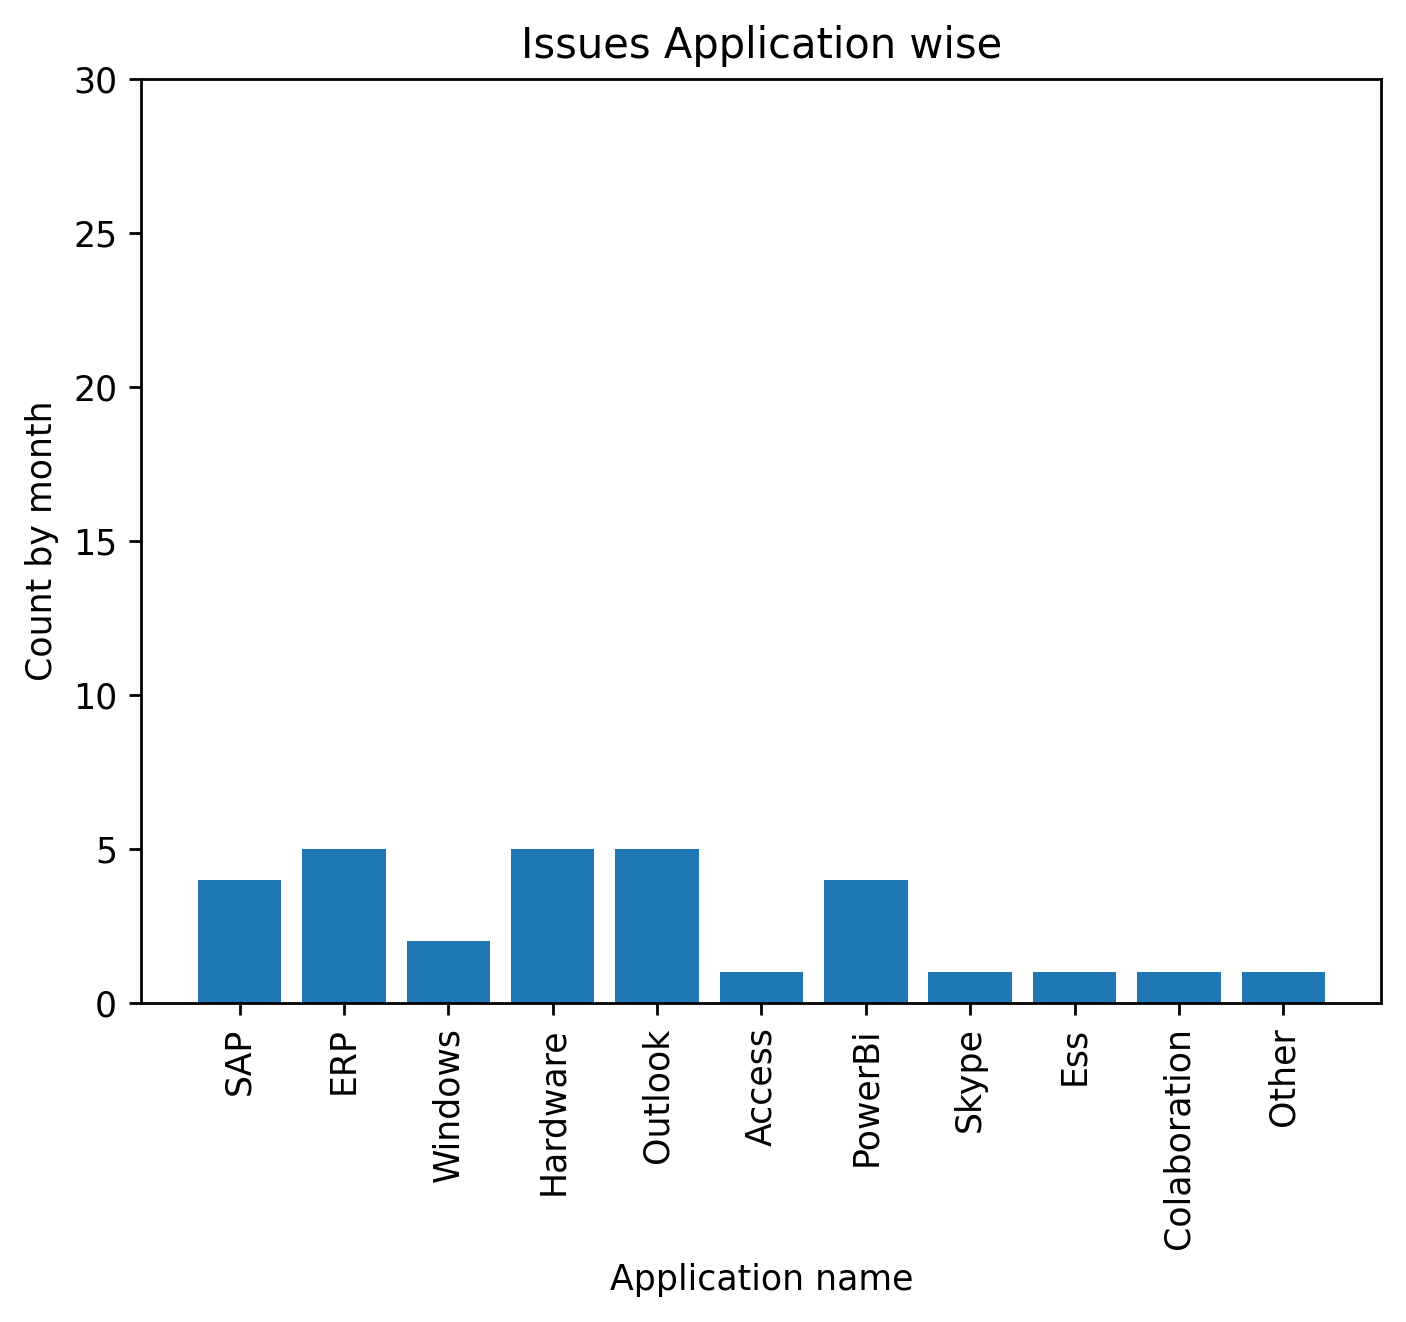 Issues Application wise
30
25
20
15
10
5
0
Count by month
SAP
ERP
Windows
Hardware
Outlook
Access
PowerBi
Skype
Ess
Colaboration
Other
Application name